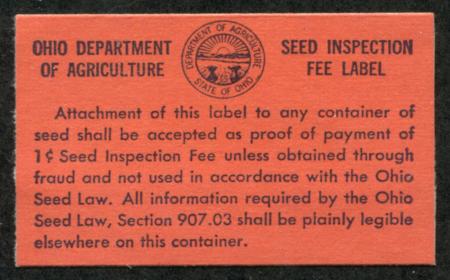 OHIO DEPARTMENT
OF AGRICULTURE
DEPARTMENT OF AGRICULTURE
STATE OF OHIO
SEED INSPECTION
FEE LABEL
Attachment of this label to any container of
seed shall be accepted as proof of payment of
1¢ Seed Inspection Fee unless obtained through
fraud and not used in accordance with the Ohio
Seed Law. All information required by the Ohio
Seed Law, Section 907.03 shall be plainly legible
elsewhere on this container.